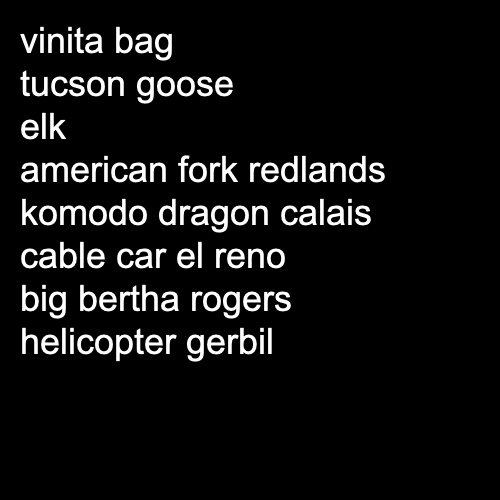 vinita bag
tucson goose
elk
american fork redlands
komodo dragon calais
cable car el reno
big bertha rogers
helicopter gerbil